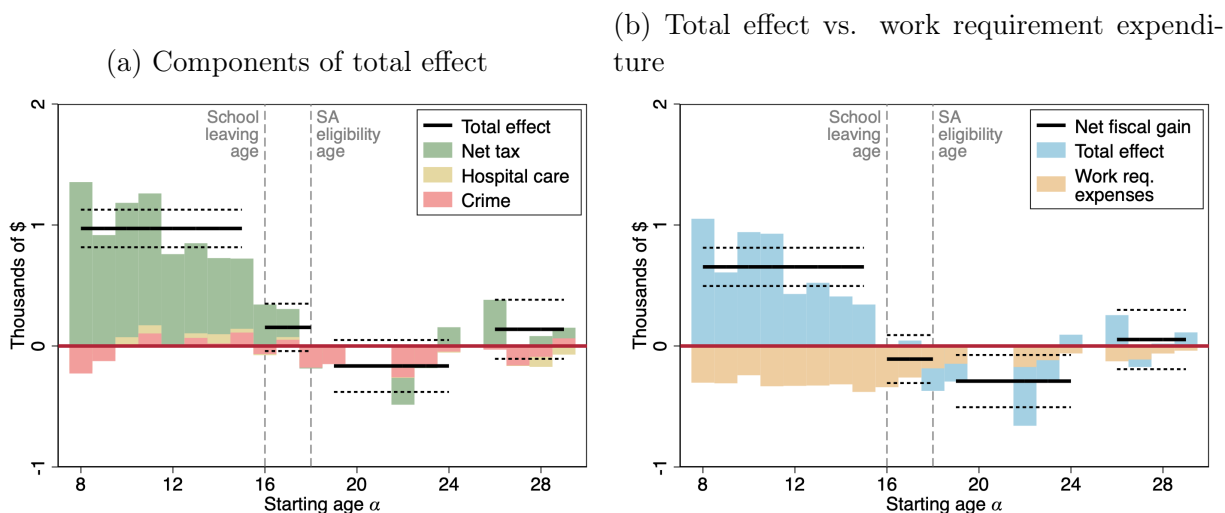 (a) Components of total effect
2
1
0
-1
Thousands of $
School
leaving
age
SA
eligibility
age
Total effect
Net tax
Hospital care
Crime
8
12
16
20
24
28
Starting age α
(b) Total effect vs. work requirement expendi-
ture
2
1
0
-1
Thousands of $
School
leaving
age
SA
eligibility
age
Net fiscal gain
Total effect
Work req.
expenses
8
12
16
20
24
28
Starting age α